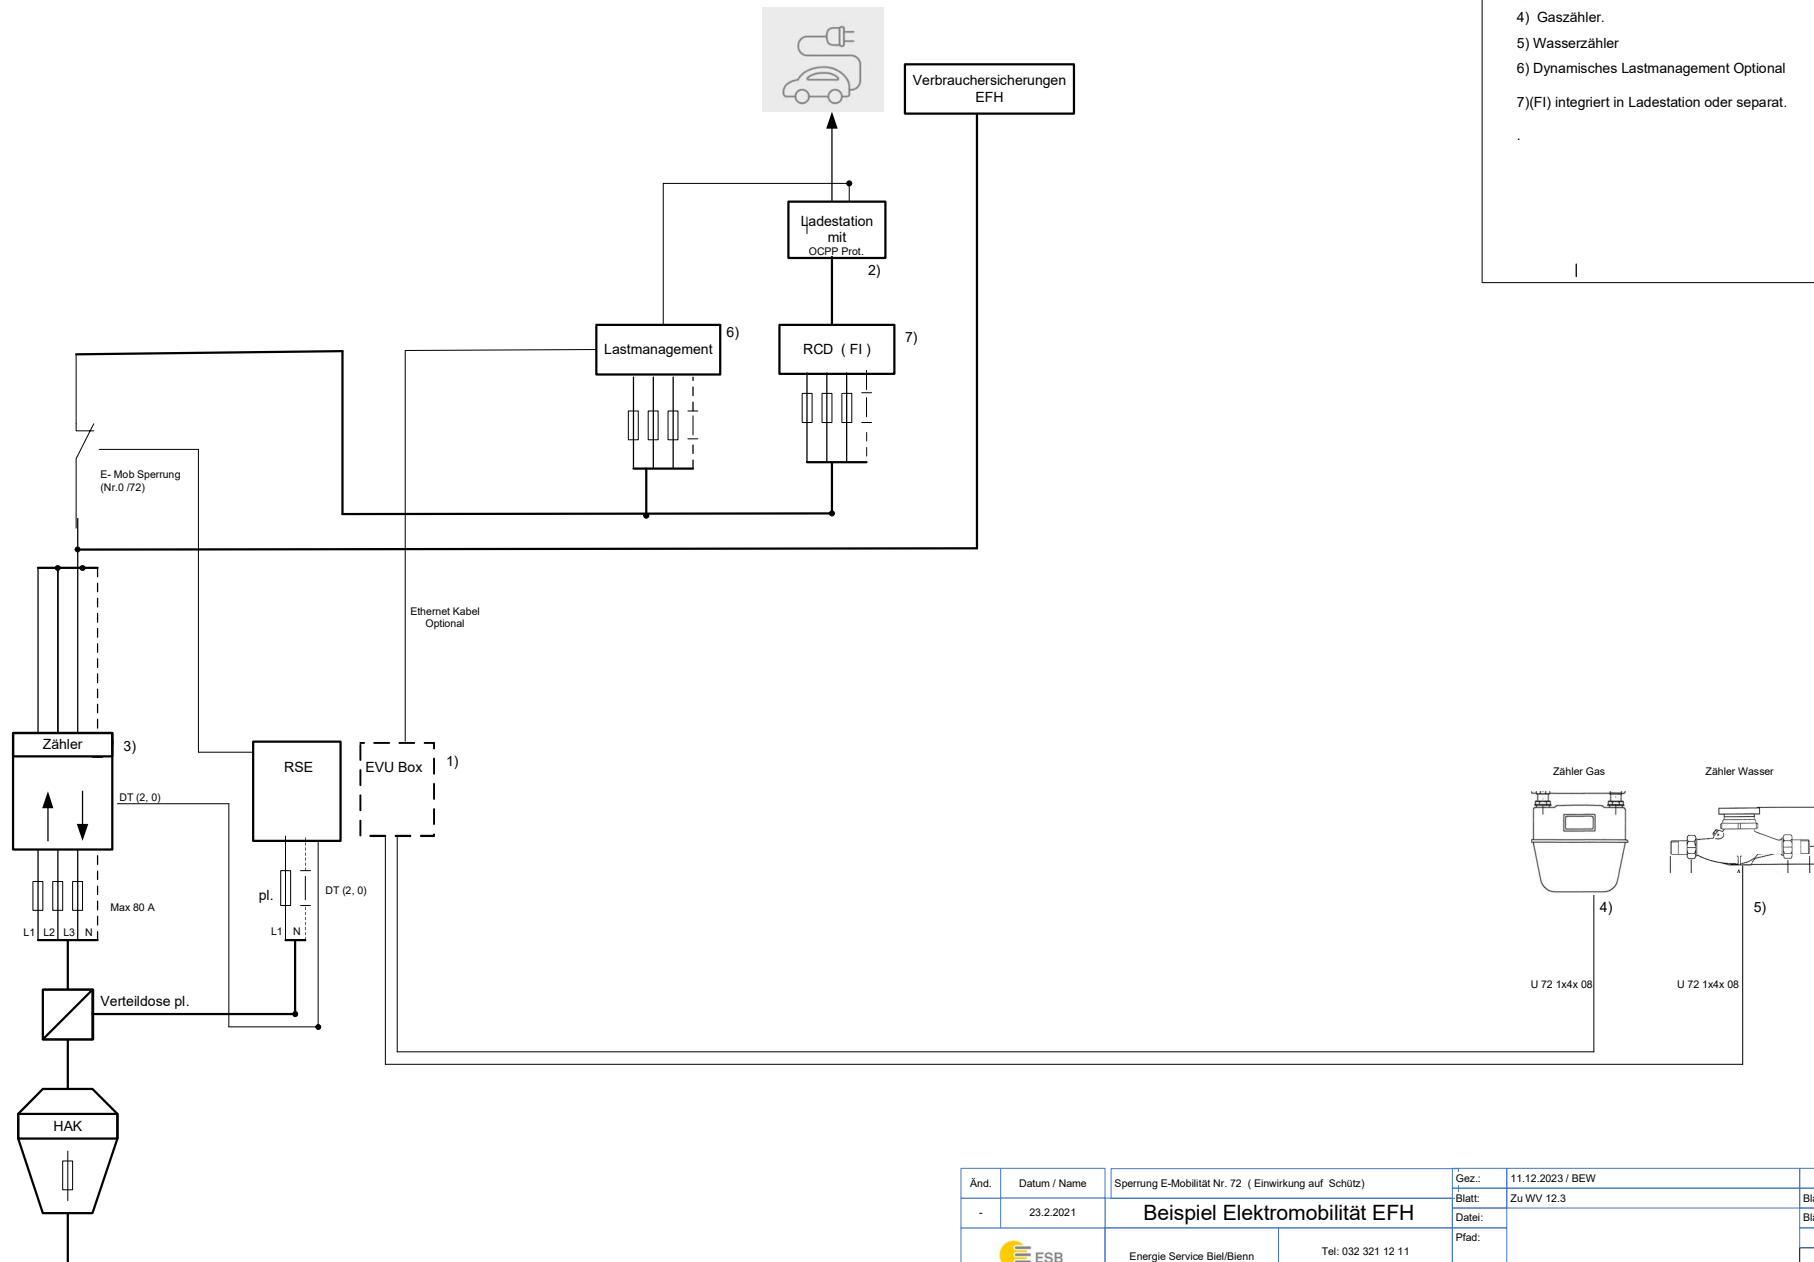 4) Gaszähler.
5) Wasserzähler
6) Dynamisches Lastmanagement Optional
7)(FI) integriert in Ladestation oder separat.
.
Verbrauchersicherungen
EFH
Ladestation
mit
OCPP Prot.
2)
Lastmanagement
6)
RCD ( FI )
7)
E- Mob Sperrung
(Nr.0 /72)
Ethernet Kabel
Optional
Zähler
3)
RSE
EVU Box
1)
DT (2, 0)
Zähler Gas
Zähler Wasser
pl.
DT (2, 0)
Max 80 A
L1 L2 L3 N
L1 N
4)
5)
U 72 1x4x 08
U 72 1x4x 08
Verteildose pl.
HAK
Änd.
Datum / Name
Sperrung E-Mobilität Nr. 72 ( Einwirkung auf Schütz)
Gez.:
11.12.2023 / BEW
-
23.2.2021
Beispiel Elektromobilität EFH
Blatt:
Zu WV 12.3
Datei:
Pfad:
ESB
Energie Service Biel/Bienn
Tel: 032 321 12 11